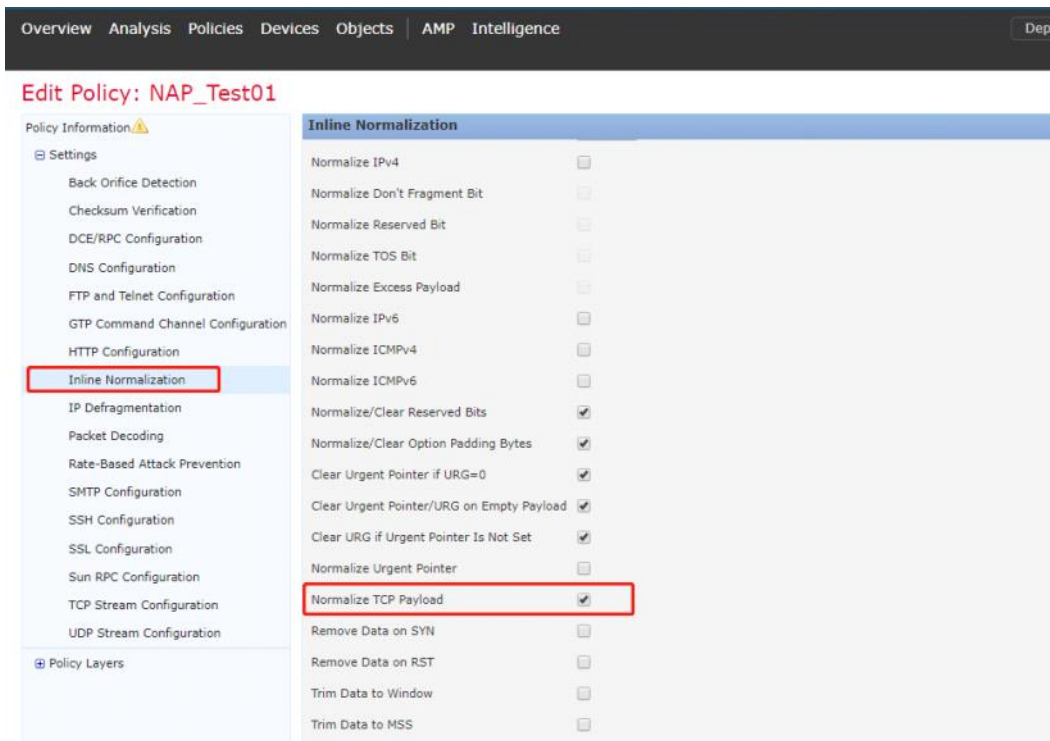 Overview Analysis Policies Devices Objects AMP Intelligence Dep
Edit Policy: NAP_Test01
Policy Information
Settings
Back Orifice Detection
Checksum Verification
DCE/RPC Configuration
DNS Configuration
FTP and Telnet Configuration
GTP Command Channel Configuration
HTTP Configuration
Inline Normalization
IP Defragmentation
Packet Decoding
Rate-Based Attack Prevention
SMTP Configuration
SSH Configuration
SSL Configuration
Sun RPC Configuration
TCP Stream Configuration
UDP Stream Configuration
Policy Layers
Inline Normalization
Normalize IPv4
Normalize Don't Fragment Bit
Normalize Reserved Bit
Normalize TOS Bit
Normalize Excess Payload
Normalize IPv6
Normalize ICMPv4
Normalize ICMPv6
Normalize/Clear Reserved Bits
Normalize/Clear Option Padding Bytes
Clear Urgent Pointer if URG=0
Clear Urgent Pointer/URG on Empty Payload
Clear URG if Urgent Pointer Is Not Set
Normalize Urgent Pointer
Normalize TCP Payload
Remove Data on SYN
Remove Data on RST
Trim Data to Window
Trim Data to MSS